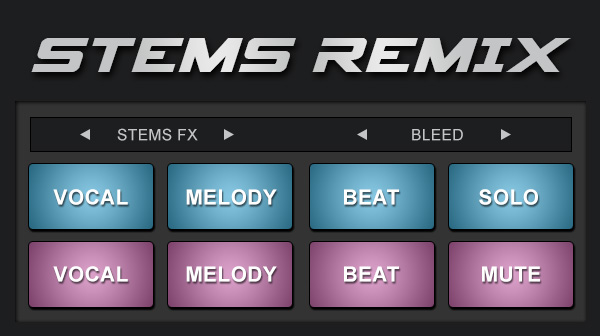 STEMS REMIX
STEMS FX BLEED
VOCAL MELODY BEAT SOLO
VOCAL MELODY BEAT MUTE